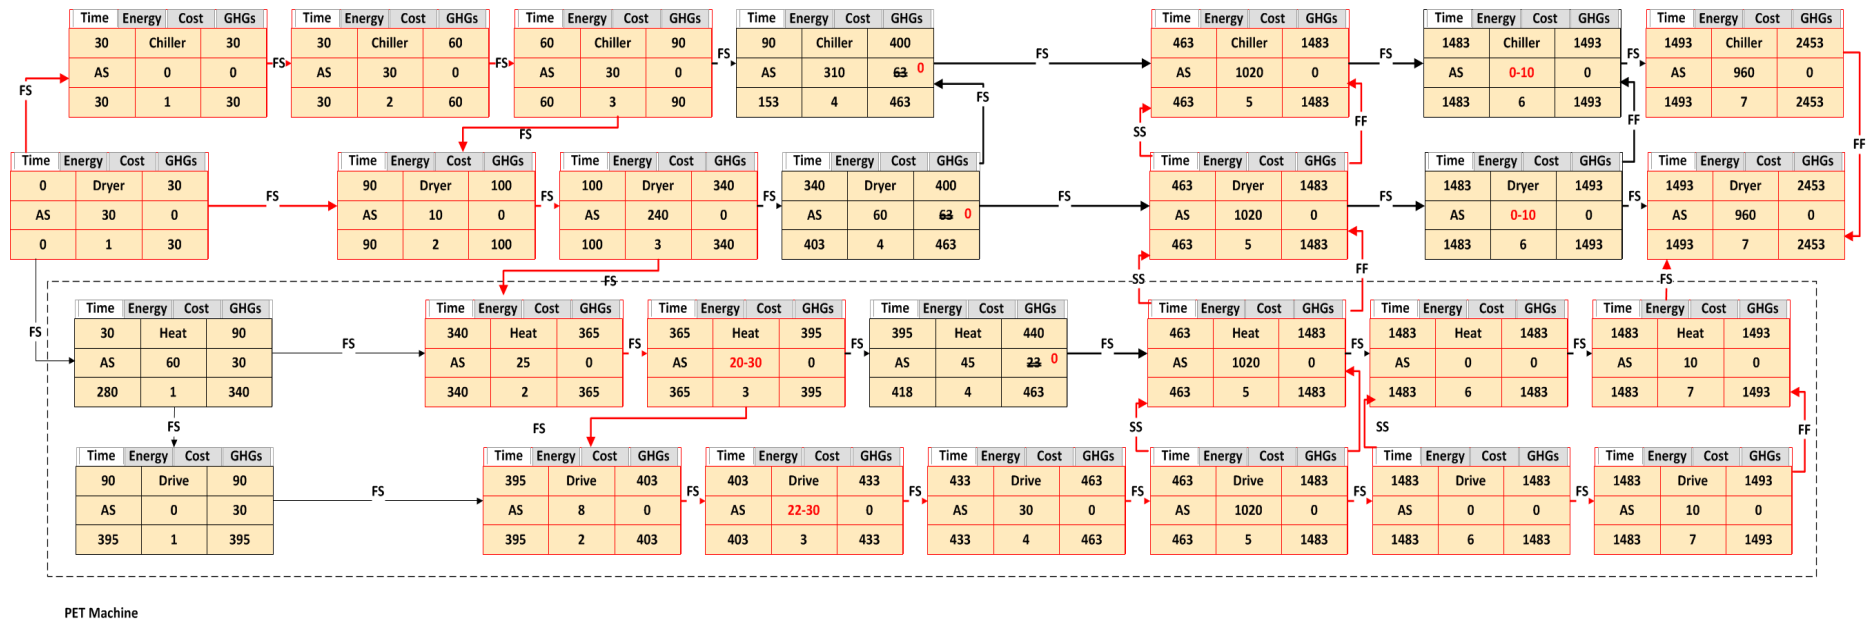 Time Energy Cost GHGs Time Energy Cost GHGs Time Energy Cost GHGs Time Energy Cost GHGs Time Energy Cost GHGs Time Energy Cost GHGs Time Energy Cost GHGs
30 Chiller 30 30 Chiller 60 60 Chiller 90 90 Chiller 400 463 Chiller 1483 1483 Chiller 1493 1493 Chiller 2453
FS FS FS FS FS FS
AS 0 0 AS 30 0 AS 30 0 AS 310 63 0 AS 1020 0 AS 0-10 0 AS 960 0
FS FS
30 1 30 30 2 60 60 3 90 153 4 463 463 5 1483 1483 6 1493 1493 7 2453
FS SS FF FF FF
Time Energy Cost GHGs Time Energy Cost GHGs Time Energy Cost GHGs Time Energy Cost GHGs Time Energy Cost GHGs Time Energy Cost GHGs Time Energy Cost GHGs
0 Dryer 30 90 Dryer 100 100 Dryer 340 340 Dryer 400 463 Dryer 1483 1483 Dryer 1493 1493 Dryer 2453
FS FS FS FS FS FS
AS 30 0 AS 10 0 AS 240 0 AS 60 63 0 AS 1020 0 AS 0-10 0 AS 960 0
0 1 30 90 2 100 100 3 340 403 4 463 463 5 1483 1483 6 1493 1493 7 2453
FS SS FF FS
Time Energy Cost GHGs Time Energy Cost GHGs Time Energy Cost GHGs Time Energy Cost GHGs Time Energy Cost GHGs Time Energy Cost GHGs Time Energy Cost GHGs
30 Heat 90 340 Heat 365 365 Heat 395 395 Heat 440 463 Heat 1483 1483 Heat 1483 1483 Heat 1493
FS FS FS FS FS FS FS
AS 60 30 AS 25 0 AS 20-30 0 AS 45 23 0 AS 1020 0 AS 0 0 AS 10 0
280 1 340 340 2 365 365 3 395 418 4 463 463 5 1483 1483 6 1483 1483 7 1493
FS FS SS SS FF
Time Energy Cost GHGs Time Energy Cost GHGs Time Energy Cost GHGs Time Energy Cost GHGs Time Energy Cost GHGs Time Energy Cost GHGs Time Energy Cost GHGs
90 Drive 90 395 Drive 403 403 Drive 433 433 Drive 463 463 Drive 1483 1483 Drive 1483 1483 Drive 1493
FS FS FS FS FS FS
AS 0 30 AS 8 0 AS 22-30 0 AS 30 0 AS 1020 0 AS 0 0 AS 10 0
395 1 395 395 2 403 403 3 433 433 4 463 463 5 1483 1483 6 1483 1483 7 1493
PET Machine